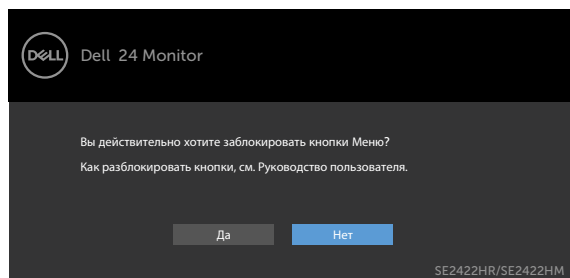 DELL Dell 24 Monitor
Вы действительно хотите заблокировать кнопки Меню?
Как разблокировать кнопки, см. Руководство пользователя.
Да Нет
SE2422HR/SE2422HM